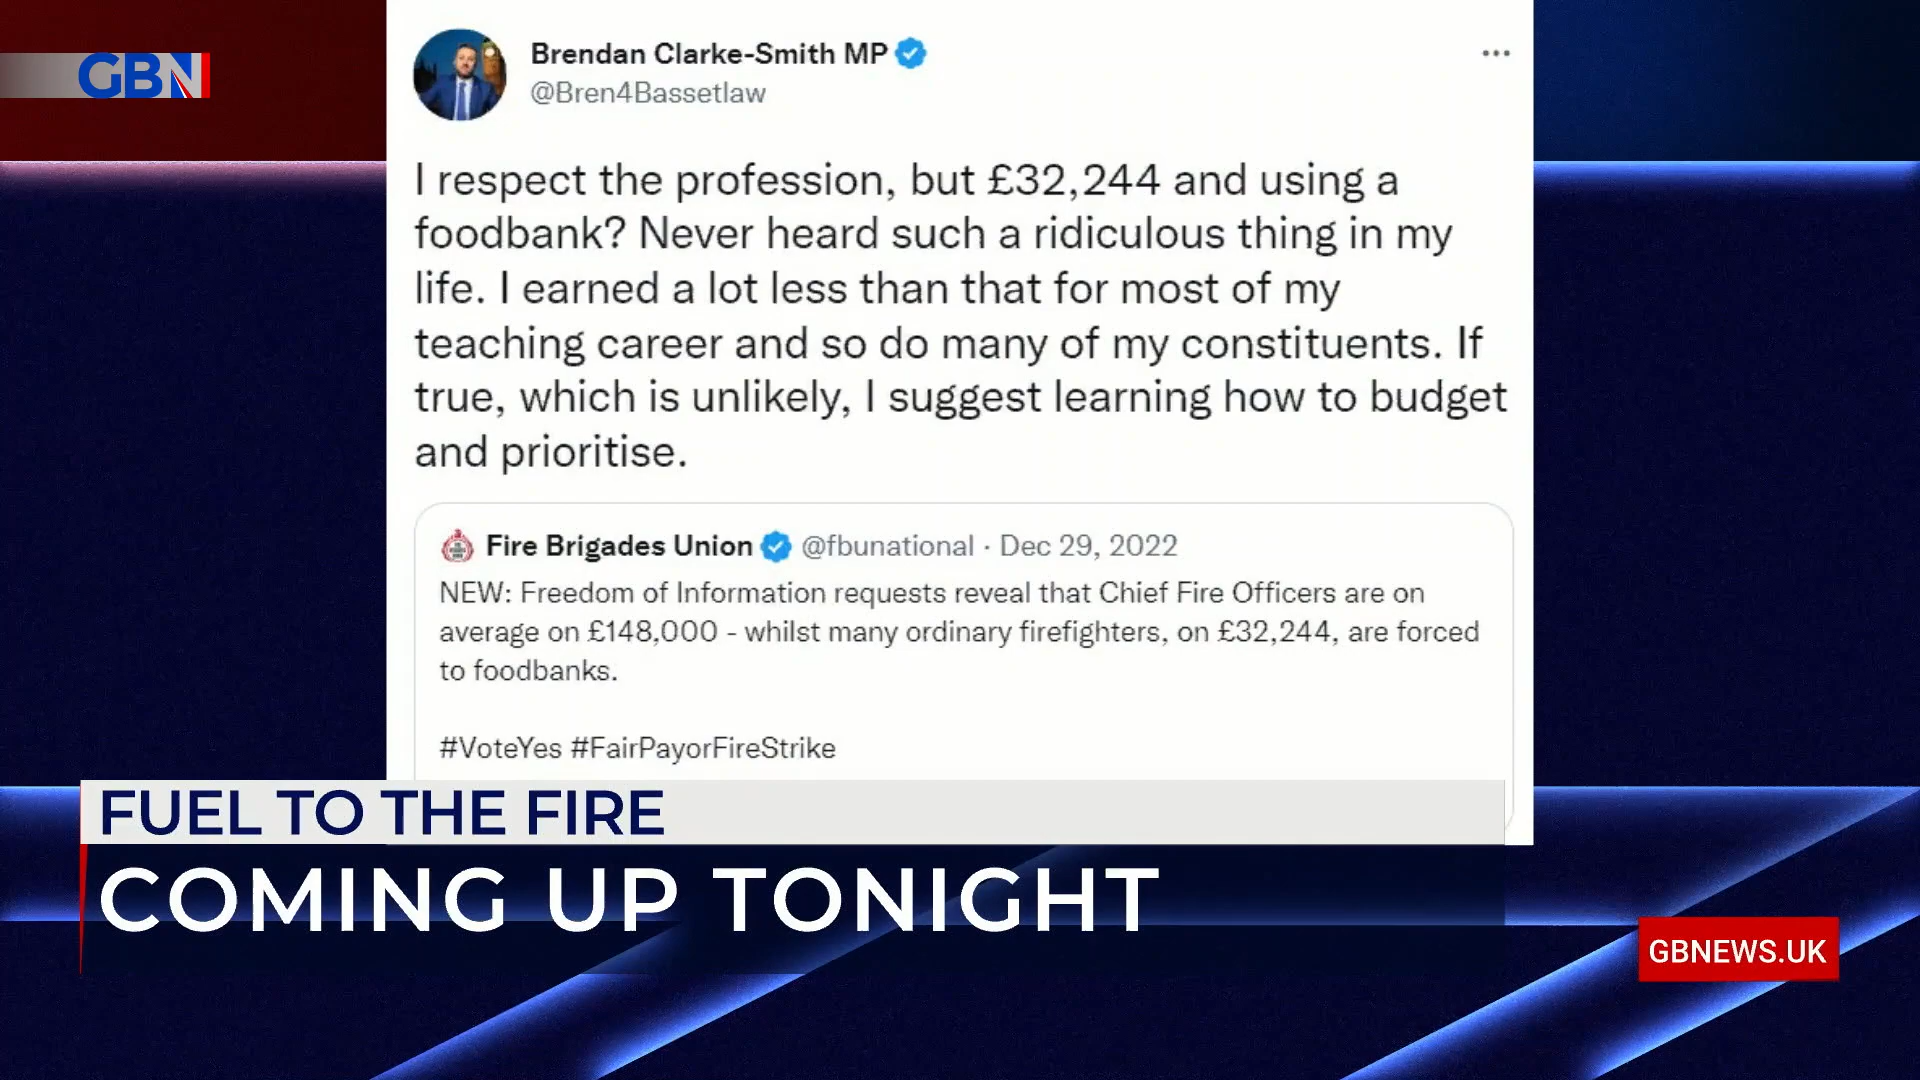 GBN
Brendan Clarke-Smith MP
@Bren4Bassetlaw
I respect the profession, but £32,244 and using a
foodbank? Never heard such a ridiculous thing in my
life. I earned a lot less than that for most of my
teaching career and so do many of my constituents. If
true, which is unlikely, I suggest learning how to budget
and prioritise.
Fire Brigades Union @fbunational · Dec 29, 2022
NEW: Freedom of Information requests reveal that Chief Fire Officers are on
average on £148,000 - whilst many ordinary firefighters, on £32,244, are forced
to foodbanks.
#VoteYes #FairPayorFireStrike
FUEL TO THE FIRE
COMING UP TONIGHT
GBNEWS.UK